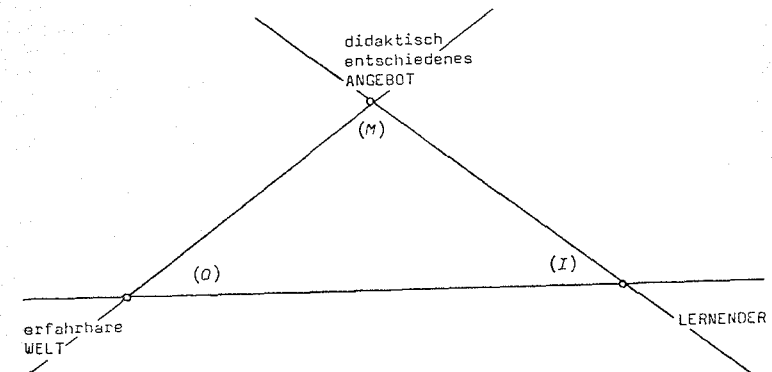 didaktisch
entschiedenes
ANGEBOT
(M)
(O)
(I)
erfahrbare
WELT
LERNENDER